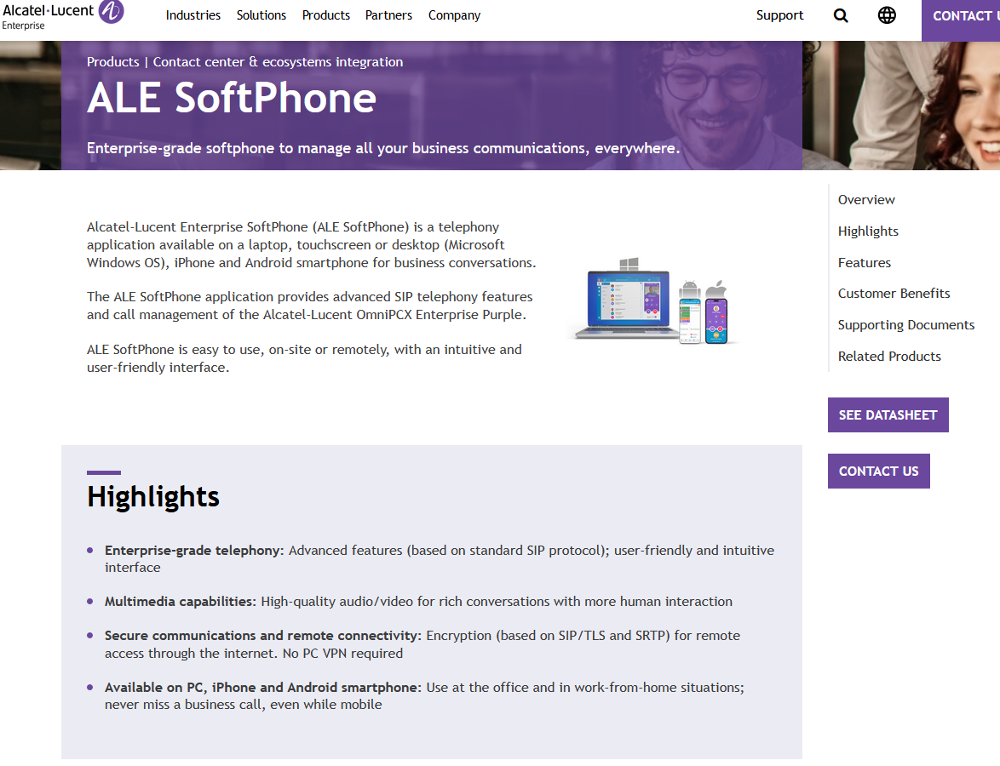 Alcatel·Lucent
Enterprise
Industries Solutions Products Partners Company Support CONTACT
Products | Contact center & ecosystems integration
ALE SoftPhone
Enterprise-grade softphone to manage all your business communications, everywhere.
Alcatel-Lucent Enterprise SoftPhone (ALE SoftPhone) is a telephony
application available on a laptop, touchscreen or desktop (Microsoft
Windows OS), iPhone and Android smartphone for business conversations.
The ALE SoftPhone application provides advanced SIP telephony features
and call management of the Alcatel-Lucent OmniPCX Enterprise Purple.
ALE SoftPhone is easy to use, on-site or remotely, with an intuitive and
user-friendly interface.
Overview
Highlights
Features
Customer Benefits
Supporting Documents
Related Products
SEE DATASHEET
CONTACT US
Highlights
Enterprise-grade telephony: Advanced features (based on standard SIP protocol); user-friendly and intuitive
interface
Multimedia capabilities: High-quality audio/video for rich conversations with more human interaction
Secure communications and remote connectivity: Encryption (based on SIP/TLS and SRTP) for remote
access through the internet. No PC VPN required
Available on PC, iPhone and Android smartphone: Use at the office and in work-from-home situations;
never miss a business call, even while mobile